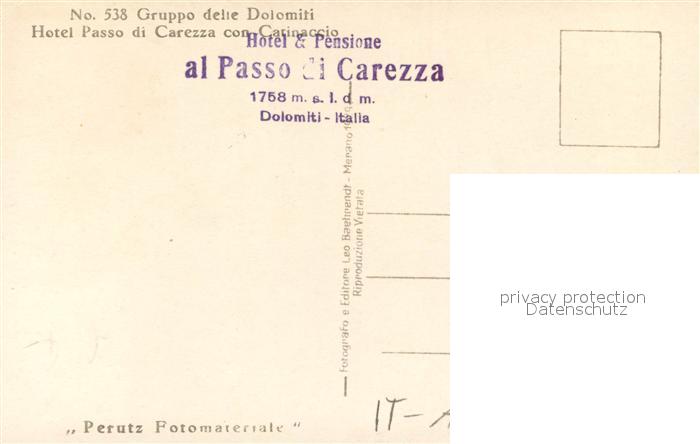 No. 538 Gruppo delle Dolomiti
Hotel Passo di Carezza con Catinaccio
Hotel & Pensione
al Passo di Carezza
1758 m. s. l. d. m.
Dolomiti - Italia
Fotografo e Editore Leo Baehrendt - Merano
Riproduzione Vietata
privacy protection
Datenschutz
IT-
„Perutz Fotomateriale“